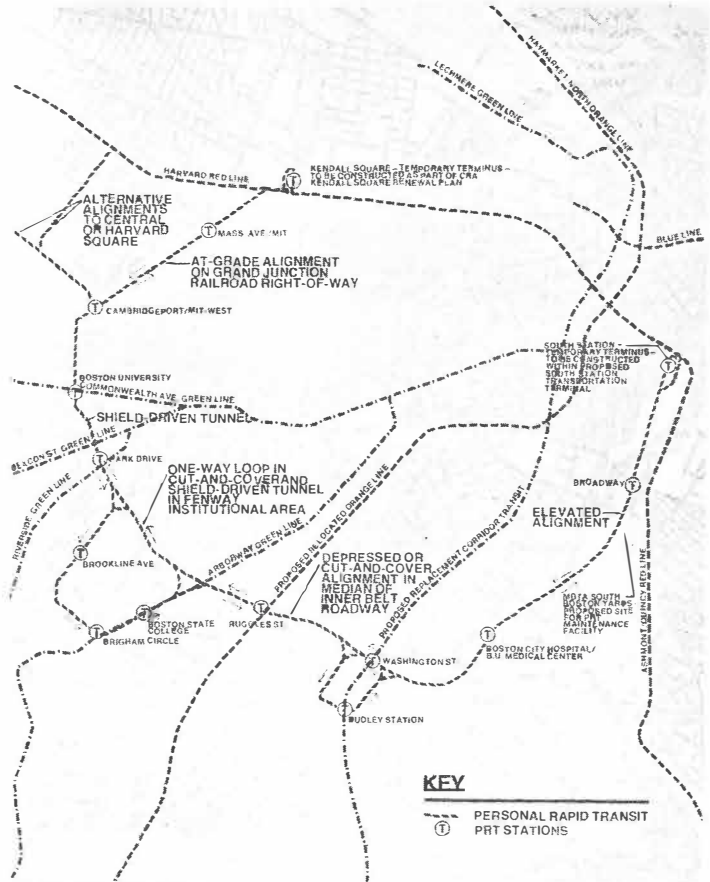 HAYMARKET NORTH ORANGE LINE
LECHMERE GREEN LINE
HARVARD RED LINE
KENDALL SQUARE - TEMPORARY TERMINUS -
TO BE CONSTRUCTED AS PART OF CRA
KENDALL SQUARE RENEWAL PLAN
ALTERNATIVE
ALIGNMENTS
TO CENTRAL
OR HARVARD
SQUARE
MASS AVE/MIT
BLUE LINE
AT-GRADE ALIGNMENT
ON GRAND JUNCTION
RAILROAD RIGHT-OF-WAY
CAMBRIDGEPORT/MIT-WEST
SOUTH STATION -
TEMPORARY TERMINUS -
TO BE CONSTRUCTED
WITHIN PROPOSED
SOUTH STATION
TRANSPORTATION
TERMINAL
BOSTON UNIVERSITY
COMMONWEALTH AVE. GREEN LINE
SHIELD-DRIVEN TUNNEL
BEACON ST GREEN LINE
PARK DRIVE
RIVERSIDE GREEN LINE
ONE-WAY LOOP IN
CUT-AND-COVER AND
SHIELD-DRIVEN TUNNEL
IN FENWAY
INSTITUTIONAL AREA
BROADWAY
ELEVATED
ALIGNMENT
ARBORWAY GREEN LINE
PROPOSED RELOCATED ORANGE LINE
PROPOSED REPLACEMENT CORRIDOR TRANSIT
BROOKLINE AVE
DEPRESSED OR
CUT-AND-COVER
ALIGNMENT IN
MEDIAN OF
INNER BELT
ROADWAY
MBTA SOUTH
BOSTON YARDS
PROPOSED SITE
FOR PRT
MAINTENANCE
FACILITY
ASHMONT/QUINCY RED LINE
BOSTON STATE
COLLEGE
RUGGLES ST
BRIGHAM CIRCLE
BOSTON CITY HOSPITAL/
B.U. MEDICAL CENTER
WASHINGTON ST
DUDLEY STATION
KEY
PERSONAL RAPID TRANSIT
T PRT STATIONS